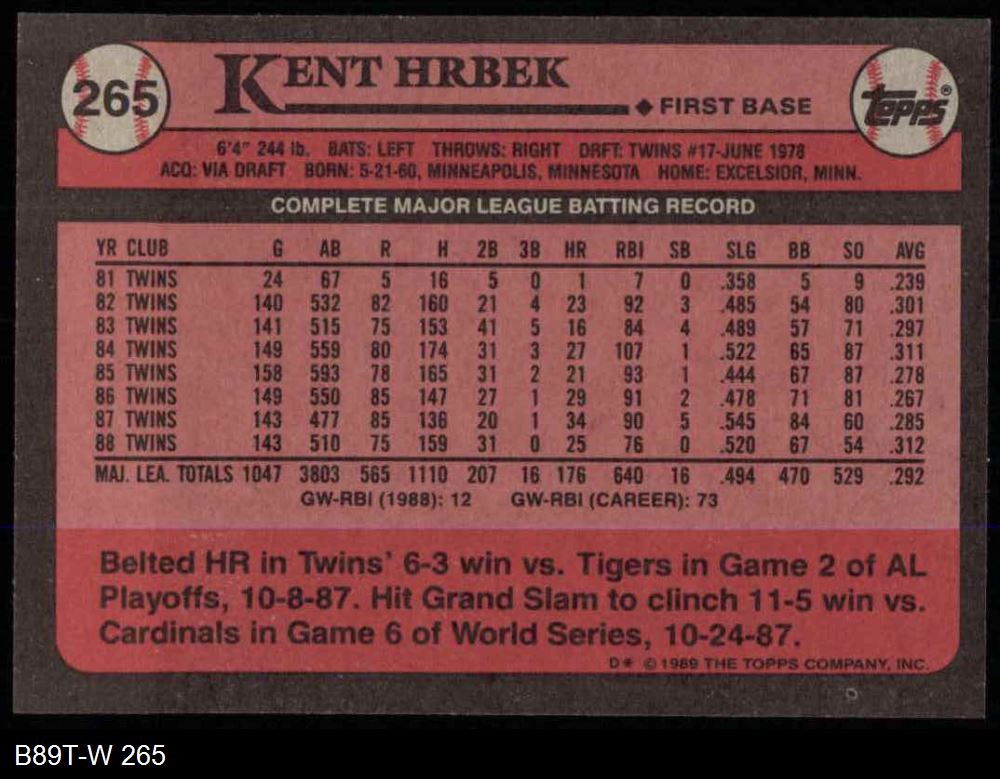 265
KENT HRBEK
◆ FIRST BASE
topps®
6'4" 244 lb. BATS: LEFT THROWS: RIGHT DRFT: TWINS #17-JUNE 1978
ACQ: VIA DRAFT BORN: 5-21-60, MINNEAPOLIS, MINNESOTA HOME: EXCELSIOR, MINN.
COMPLETE MAJOR LEAGUE BATTING RECORD
YR CLUB G AB R H 2B 3B HR RBI SB SLG BB SO AVG
81 TWINS 24 67 5 16 5 0 1 7 0 .358 5 9 .239
82 TWINS 140 532 82 160 21 4 23 92 3 .485 54 80 .301
83 TWINS 141 515 75 153 41 5 16 84 4 .489 57 71 .297
84 TWINS 149 559 80 174 31 3 27 107 1 .522 65 87 .311
85 TWINS 158 593 78 165 31 2 21 93 1 .444 67 87 .278
86 TWINS 149 550 85 147 27 1 29 91 2 .478 71 81 .267
87 TWINS 143 477 85 136 20 1 34 90 5 .545 84 60 .285
88 TWINS 143 510 75 159 31 0 25 76 0 .520 67 54 .312
MAJ. LEA. TOTALS 1047 3803 565 1110 207 16 176 640 16 .494 470 529 .292
GW-RBI (1988): 12 GW-RBI (CAREER): 73
Belted HR in Twins' 6-3 win vs. Tigers in Game 2 of AL
Playoffs, 10-8-87. Hit Grand Slam to clinch 11-5 win vs.
Cardinals in Game 6 of World Series, 10-24-87.
D* © 1989 THE TOPPS COMPANY, INC.
B89T-W 265